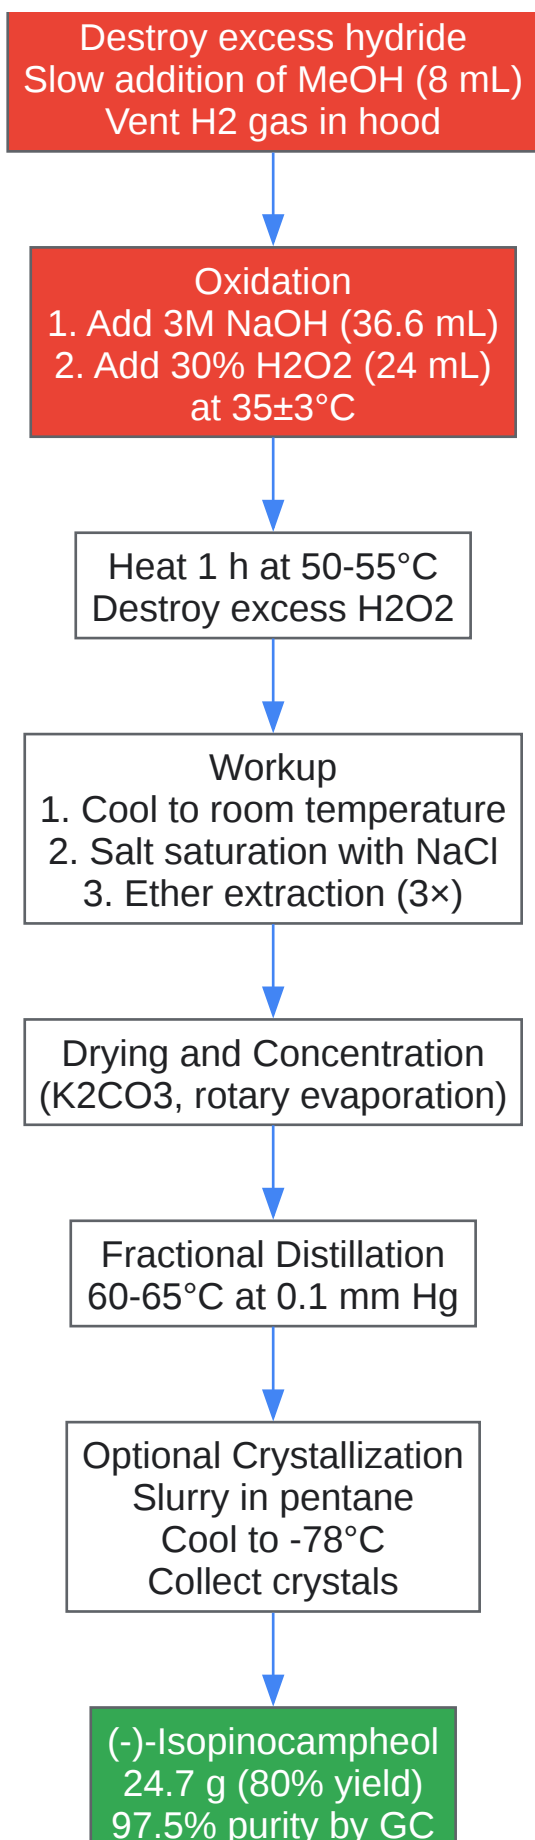 Destroy excess hydride
Slow addition of MeOH (8 mL)
Vent H2 gas in hood
Oxidation
1. Add 3M NaOH (36.6 mL)
2. Add 30% H2O2 (24 mL)
at 35±3°C
Heat 1 h at 50-55°C
Destroy excess H2O2
Workup
1. Cool to room temperature
2. Salt saturation with NaCl
3. Ether extraction (3×)
Drying and Concentration
(K2CO3, rotary evaporation)
Fractional Distillation
60-65°C at 0.1 mm Hg
Optional Crystallization
Slurry in pentane
Cool to -78°C
Collect crystals
(-)-Isopinocampheol
24.7 g (80% yield)
97.5% purity by GC